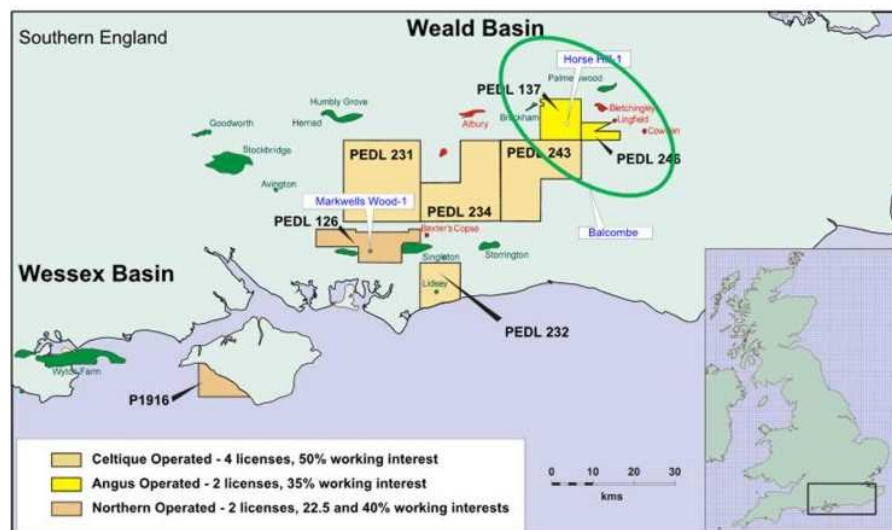 Southern England
Weald Basin
Horse Hill-1
Palmerswood
PEDL 137
Humbly Grove
Brockham
Bletchingley
Herriad
Albury
Lingfield
Goodworth
Cowden
Stockbridge
PEDL 231
PEDL 243
PEDL 246
Avington
Markwells Wood-1
PEDL 234
PEDL 126
Baxter's Copse
Balcombe
Storrington
Singleton
Wessex Basin
Lidsey
PEDL 232
Wytch Farm
P1916
Celtique Operated - 4 licenses, 50% working interest
Angus Operated - 2 licenses, 35% working interest
Northern Operated - 2 licenses, 22.5 and 40% working interests
0 10 20 30
kms